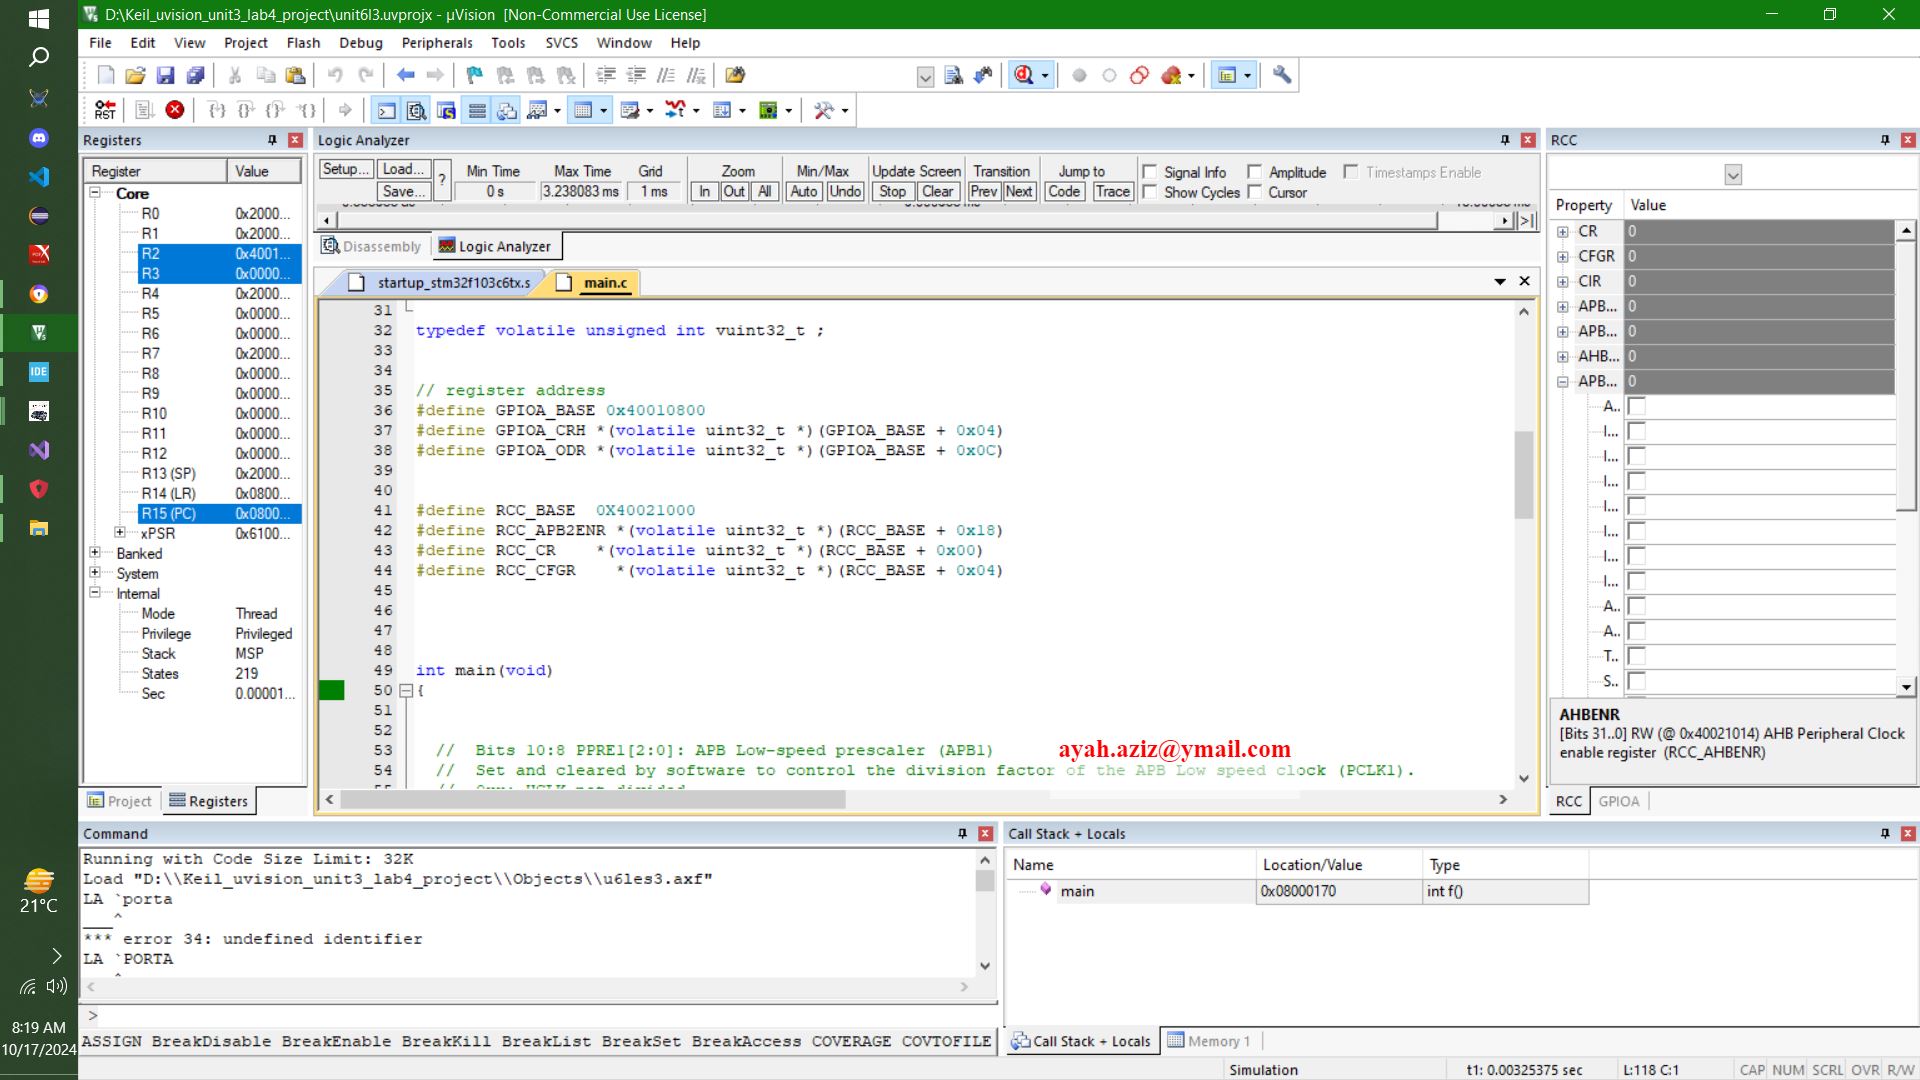 D:\Keil_uvision_unit3_lab4_project\unit6l3.uvprojx - µVision  [Non-Commercial Use License]
File Edit View Project Flash Debug Peripherals Tools SVCS Window Help
RST
Registers
Register Value
Core
R0 0x2000...
R1 0x2000...
R2 0x4001...
R3 0x0000...
R4 0x2000...
R5 0x0000...
R6 0x0000...
R7 0x2000...
R8 0x0000...
R9 0x0000...
R10 0x0000...
R11 0x0000...
R12 0x0000...
R13 (SP) 0x2000...
R14 (LR) 0x0800...
R15 (PC) 0x0800...
xPSR 0x6100...
Banked
System
Internal
Mode Thread
Privilege Privileged
Stack MSP
States 219
Sec 0.00001...
Project Registers
Logic Analyzer
Setup... Load... Save... ?
Min Time Max Time Grid Zoom Min/Max Update Screen Transition Jump to
0 s 3.238083 ms 1 ms In Out All Auto Undo Stop Clear Prev Next Code Trace
Signal Info Amplitude Timestamps Enable
Show Cycles Cursor
Disassembly Logic Analyzer
startup_stm32f103c6tx.s main.c
31
32 typedef volatile unsigned int vuint32_t ;
33
34
35 // register address
36 #define GPIOA_BASE 0x40010800
37 #define GPIOA_CRH *(volatile uint32_t *)(GPIOA_BASE + 0x04)
38 #define GPIOA_ODR *(volatile uint32_t *)(GPIOA_BASE + 0x0C)
39
40
41 #define RCC_BASE  0X40021000
42 #define RCC_APB2ENR *(volatile uint32_t *)(RCC_BASE + 0x18)
43 #define RCC_CR    *(volatile uint32_t *)(RCC_BASE + 0x00)
44 #define RCC_CFGR    *(volatile uint32_t *)(RCC_BASE + 0x04)
45
46
47
48
49 int main(void)
50 {
51
52
53 //  Bits 10:8 PPRE1[2:0]: APB Low-speed prescaler (APB1)
ayah.aziz@ymail.com
54 //  Set and cleared by software to control the division factor of the APB Low speed clock (PCLK1).
RCC
Property Value
CR 0
CFGR 0
CIR 0
APB... 0
APB... 0
AHB... 0
APB... 0
A..
I...
I...
I...
I...
I...
I...
I...
A..
A..
T..
S..
AHBENR
[Bits 31..0] RW (@ 0x40021014) AHB Peripheral Clock
enable register  (RCC_AHBENR)
RCC GPIOA
Command
Running with Code Size Limit: 32K
Load "D:\\Keil_uvision_unit3_lab4_project\\Objects\\u6les3.axf"
LA `porta
___^
*** error 34: undefined identifier
LA `PORTA
>
ASSIGN BreakDisable BreakEnable BreakKill BreakList BreakSet BreakAccess COVERAGE COVTOFILE
Call Stack + Locals
Name Location/Value Type
main 0x08000170 int f()
Call Stack + Locals Memory 1
Simulation t1: 0.00325375 sec L:118 C:1 CAP NUM SCRL OVR R/W
IDE
21°C
8:19 AM
10/17/2024